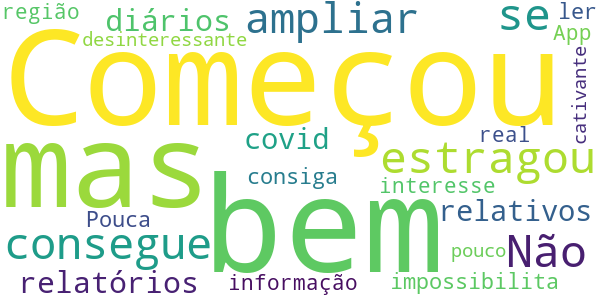 região
diários
ampliar
se
ler
desinteressante
App
Começou
cativante
covid
real
mas
estragou
consiga
interesse
bem
Pouca
relativos
consegue
pouco
Não
relatórios
informação
impossibilita